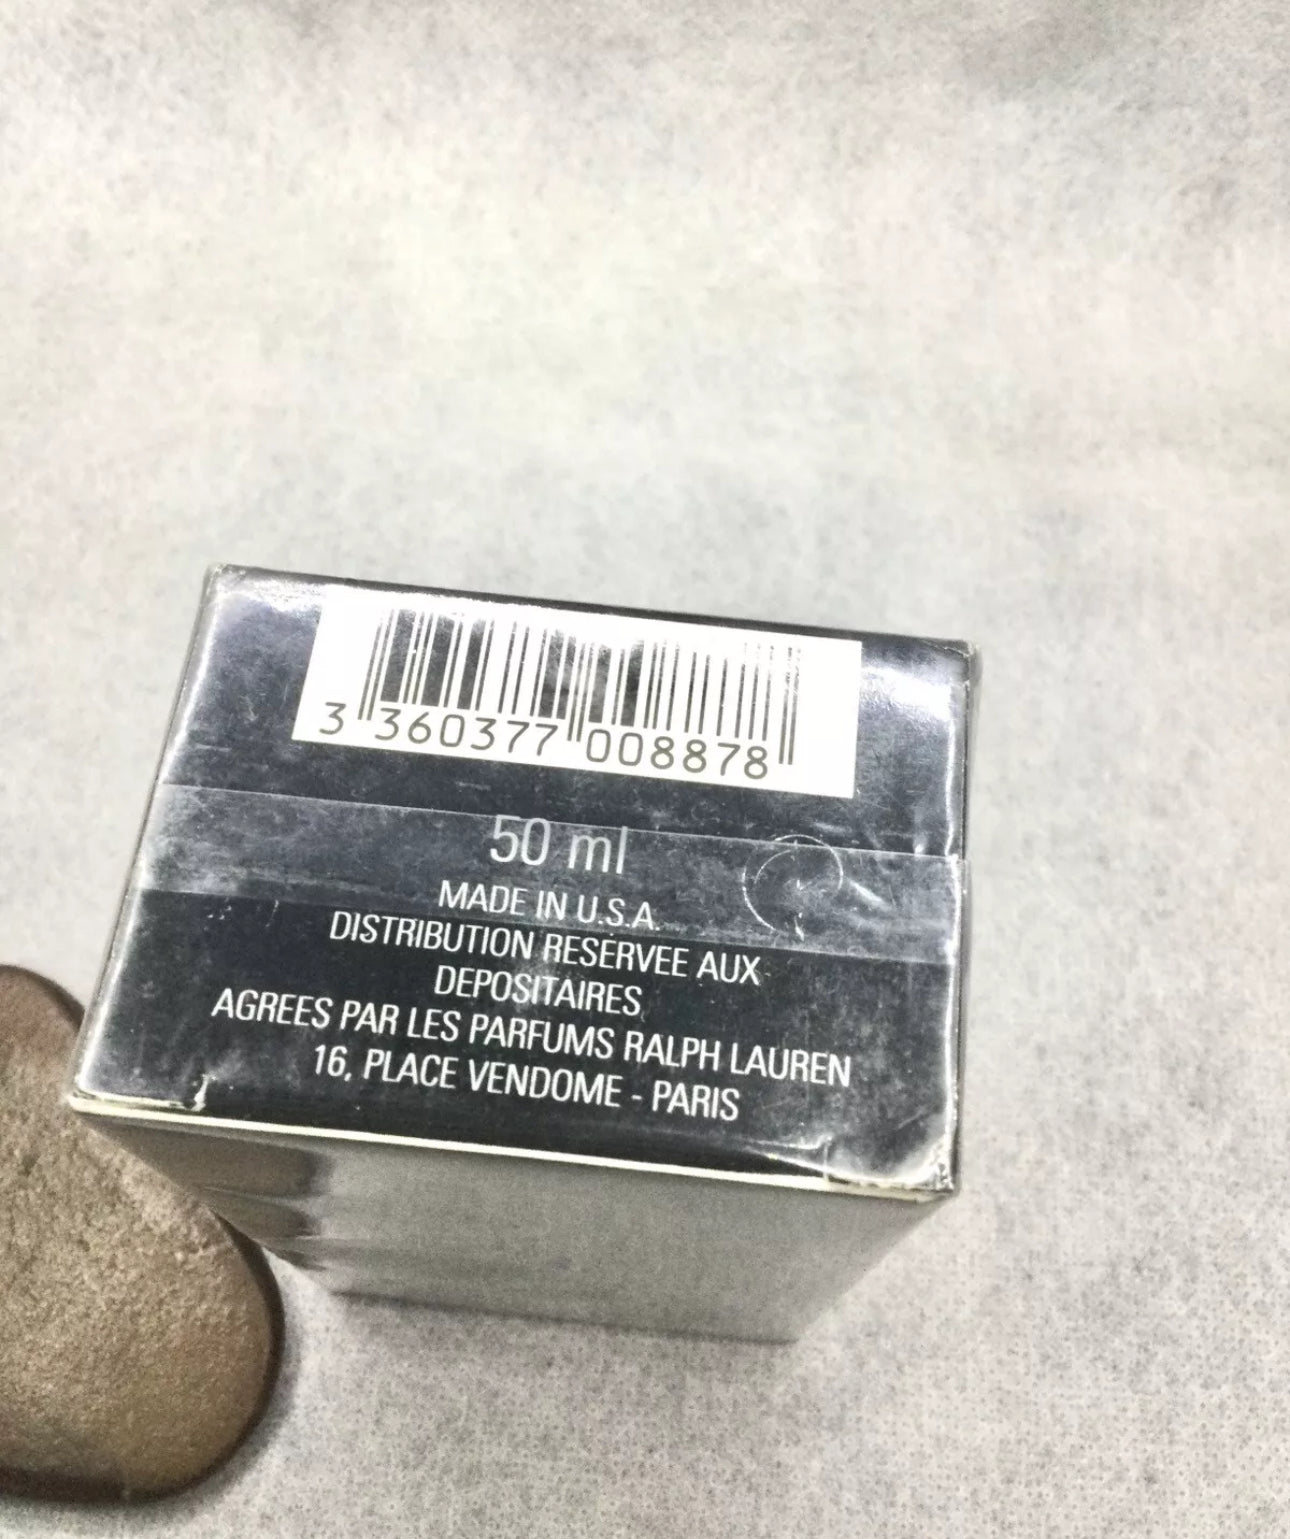 3 360377 008878
50 ml
MADE IN U.S.A.
DISTRIBUTION RESERVEE AUX
DEPOSITAIRES
AGREES PAR LES PARFUMS RALPH LAUREN
16, PLACE VENDOME - PARIS